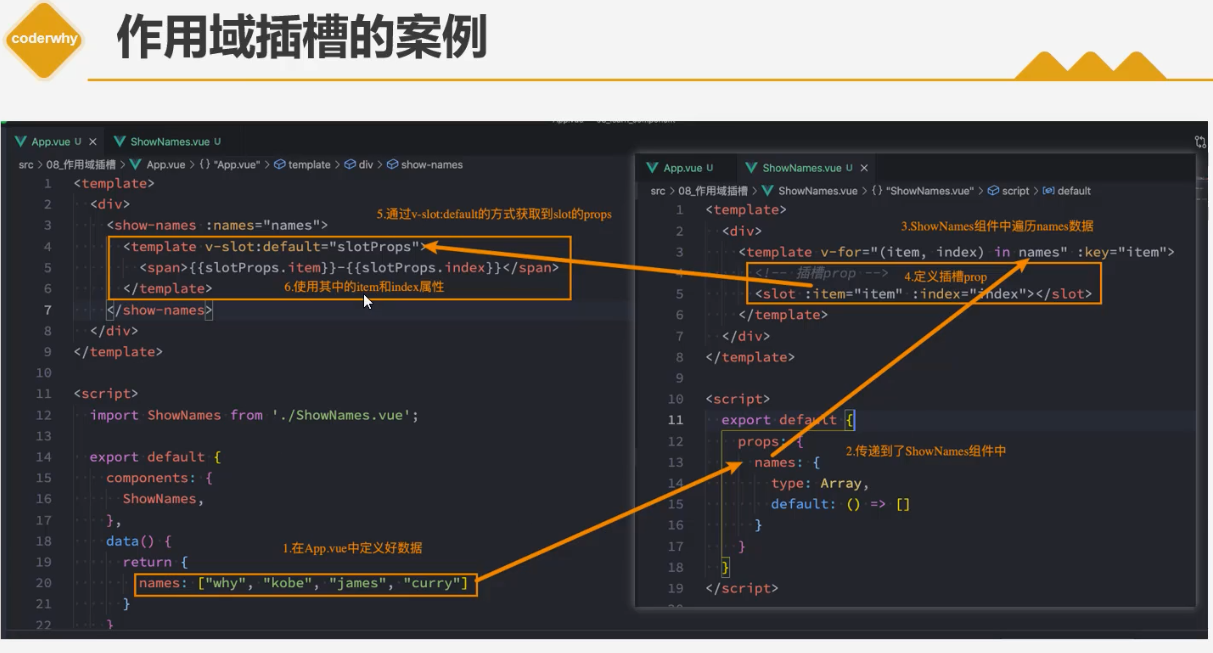 coderwhy
作用域插槽的案例
App.vue U ShowNames.vue U
src > 08_作用域插槽 > App.vue > {} "App.vue" > template > div > show-names
1 <template>
2 <div>
3 <show-names :names="names">
5.通过v-slot:default的方式获取到slot的props
4 <template v-slot:default="slotProps">
5 <span>{{slotProps.item}}-{{slotProps.index}}</span>
6 </template>
6.使用其中的item和index属性
7 </show-names>
8 </div>
9 </template>
10
11 <script>
12 import ShowNames from './ShowNames.vue';
13
14 export default {
15 components: {
16 ShowNames,
17 },
18 data() {
1.在App.vue中定义好数据
19 return {
20 names: ["why", "kobe", "james", "curry"]
21 }
22 }
App.vue U ShowNames.vue U
src > 08_作用域插槽 > ShowNames.vue > {} "ShowNames.vue" > script > default
1 <template>
2 <div>
3.ShowNames组件中遍历names数据
3 <template v-for="(item, index) in names" :key="item">
4 <!-- 插槽prop -->
4.定义插槽prop
5 <slot :item="item" :index="index"></slot>
6 </template>
7 </div>
8 </template>
9
10 <script>
11 export default {
12 props: {
2.传递到了ShowNames组件中
13 names: {
14 type: Array,
15 default: () => []
16 }
17 }
18 }
19 </script>